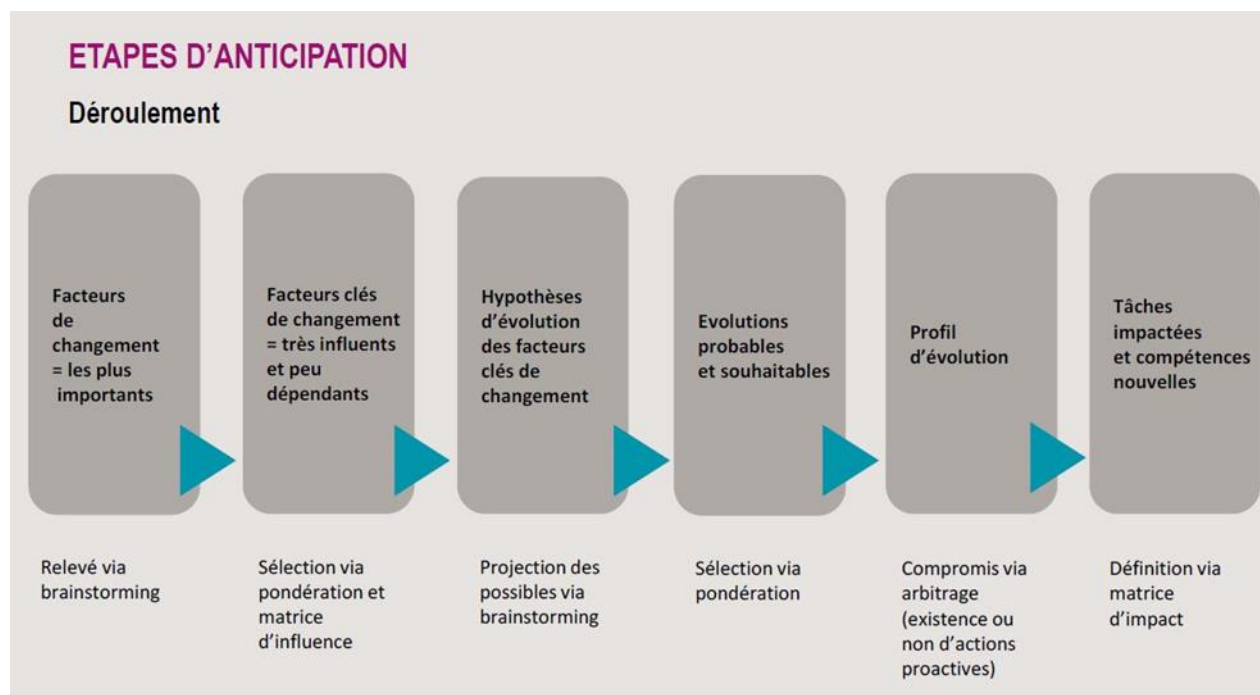 ETAPES D’ANTICIPATION
Déroulement
Facteurs
de
changement
= les plus
importants
Facteurs clés
de changement
= très influents
et peu
dépendants
Hypothèses
d’évolution
des facteurs
clés de
changement
Evolutions
probables
et souhaitables
Profil
d’évolution
Tâches
impactées
et compétences
nouvelles
Relevé via
brainstorming
Sélection via
pondération et
matrice
d’influence
Projection des
possibles via
brainstorming
Sélection via
pondération
Compromis via
arbitrage
(existence ou
non d’actions
proactives)
Définition via
matrice
d’impact